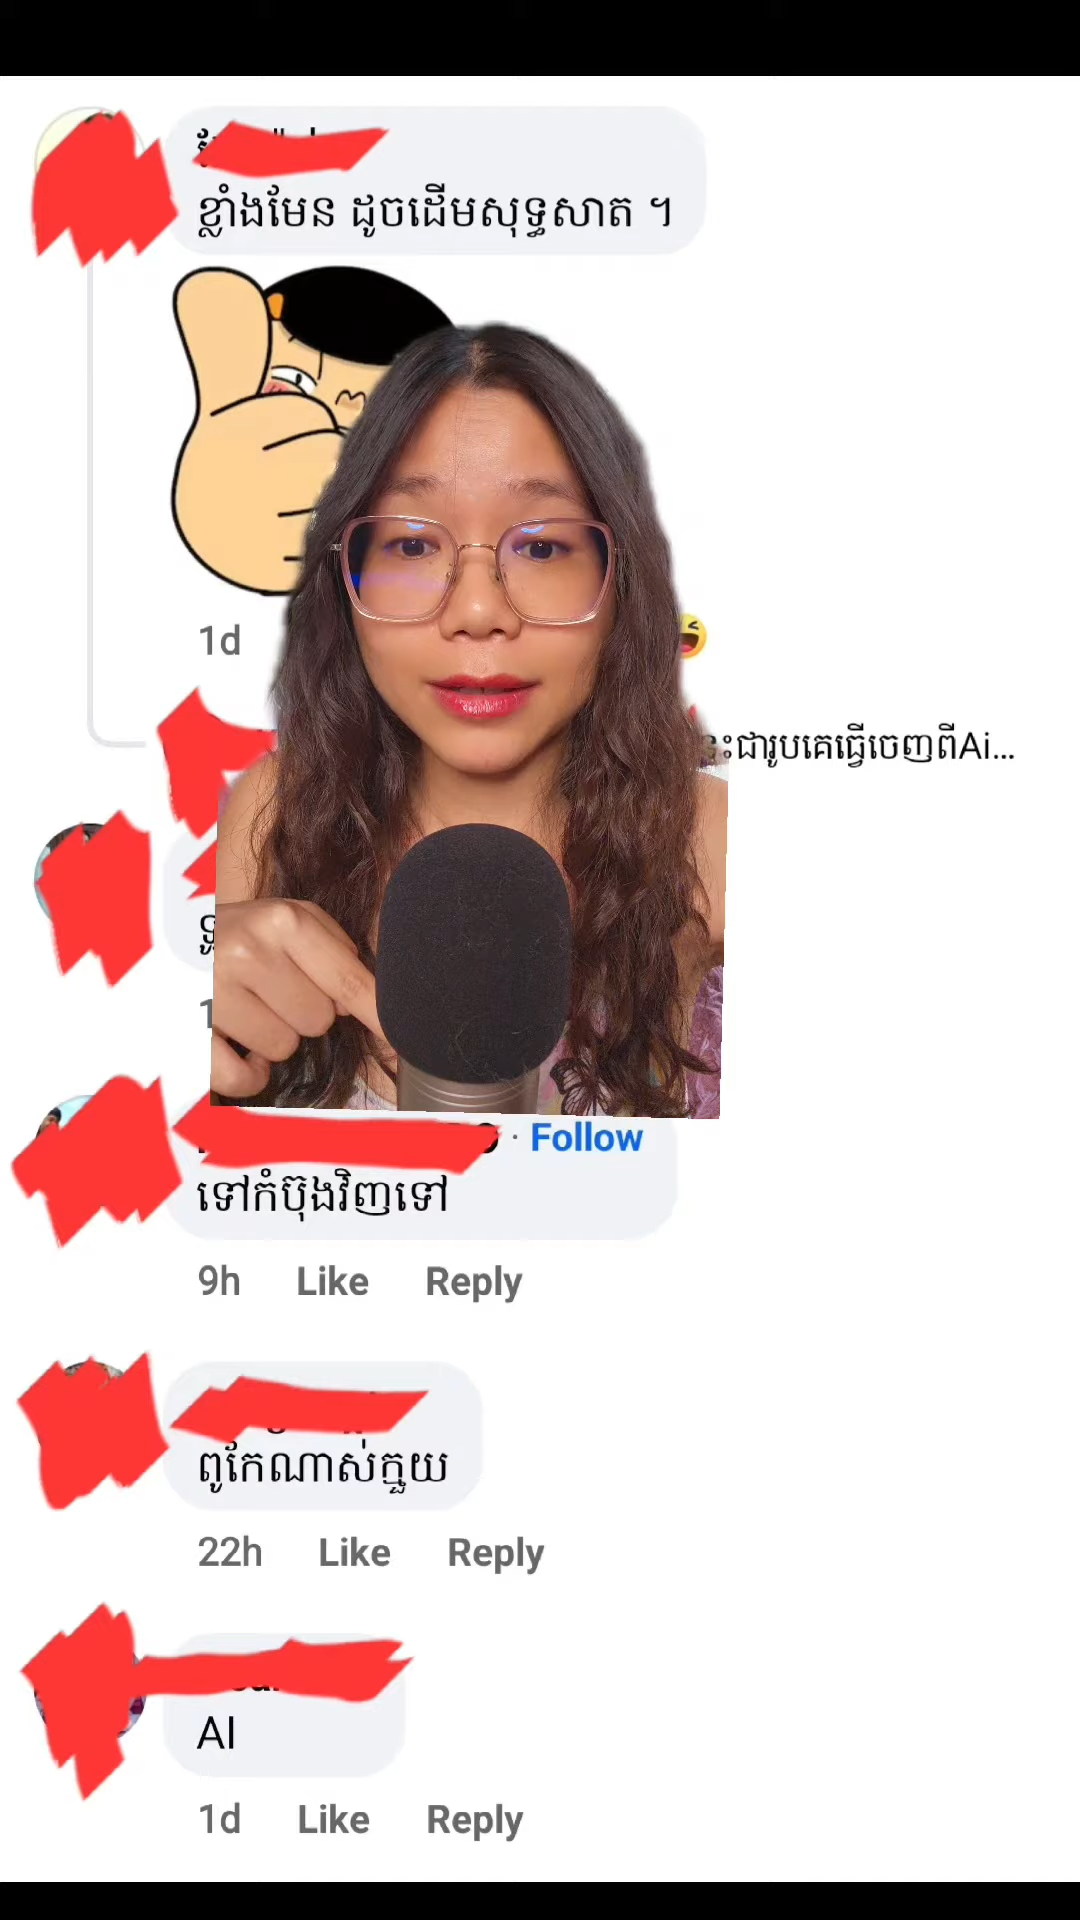 ខ្លាំងមែន ដូចដើមសុទ្ធសាត ។
1d
នេះជារូបគេធ្វើចេញពីAi...
Follow
ទៅកំប៊ុងវិញទៅ
9h Like Reply
ពូកែណាស់ក្មួយ
22h Like Reply
AI
1d Like Reply